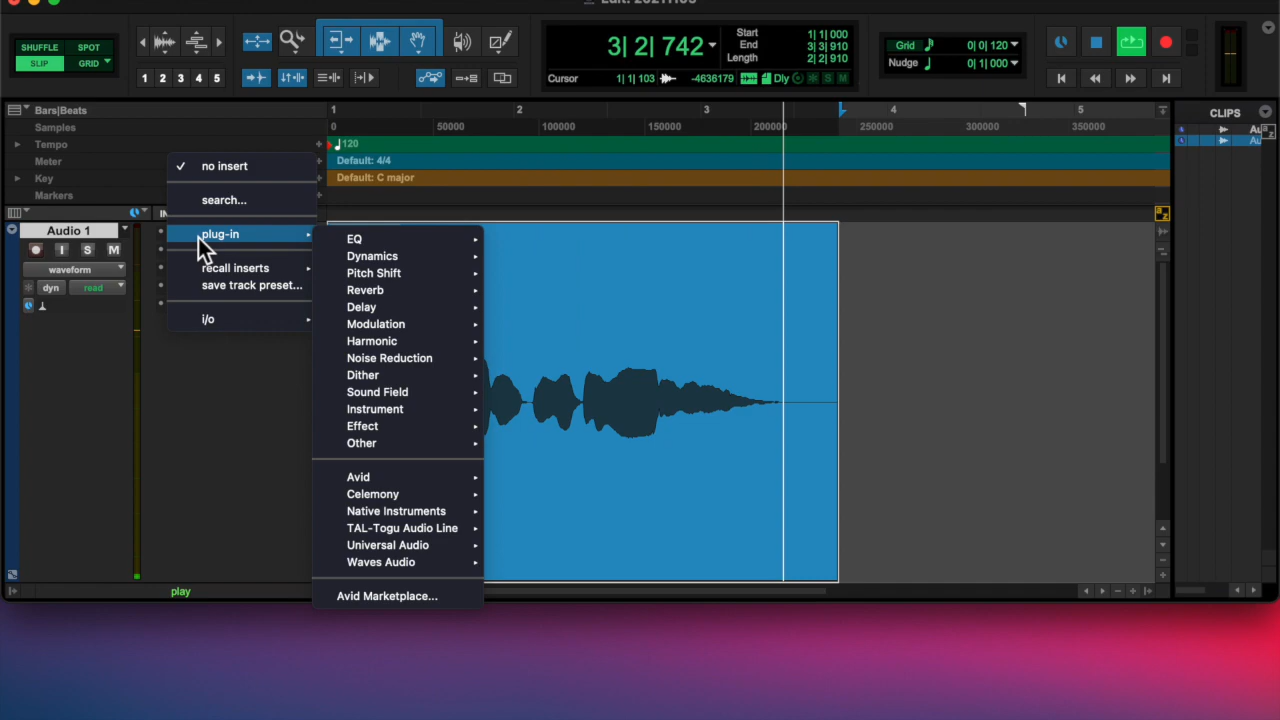 SHUFFLE SPOT
SLIP GRID
1 2 3 4 5
3| 2| 742
Start 1| 1| 000
End 3| 3| 910
Length 2| 2| 910
Cursor 1| 1| 103 -4636179 Dly S M
Grid 0| 0| 120
Nudge 0| 1| 000
Bars|Beats 1 2 3 4 5
Samples 0 50000 100000 150000 200000 250000 300000 350000
Tempo 120
Meter Default: 4/4
Key Default: C major
Markers
CLIPS
Audio 1
I S M
waveform
dyn read
no insert
search...
plug-in
recall inserts
save track preset...
i/o
EQ
Dynamics
Pitch Shift
Reverb
Delay
Modulation
Harmonic
Noise Reduction
Dither
Sound Field
Instrument
Effect
Other
Avid
Celemony
Native Instruments
TAL-Togu Audio Line
Universal Audio
Waves Audio
Avid Marketplace...
play